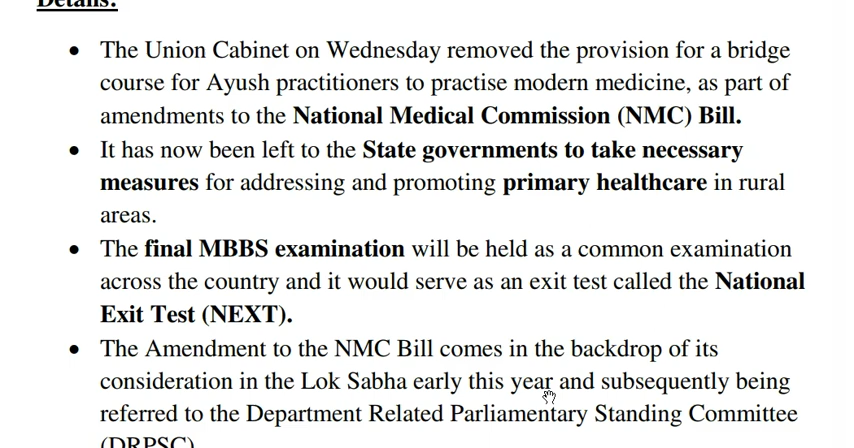 Details:
• The Union Cabinet on Wednesday removed the provision for a bridge
course for Ayush practitioners to practise modern medicine, as part of
amendments to the National Medical Commission (NMC) Bill.
• It has now been left to the State governments to take necessary
measures for addressing and promoting primary healthcare in rural
areas.
• The final MBBS examination will be held as a common examination
across the country and it would serve as an exit test called the National
Exit Test (NEXT).
• The Amendment to the NMC Bill comes in the backdrop of its
consideration in the Lok Sabha early this year and subsequently being
referred to the Department Related Parliamentary Standing Committee
(DRPSC)